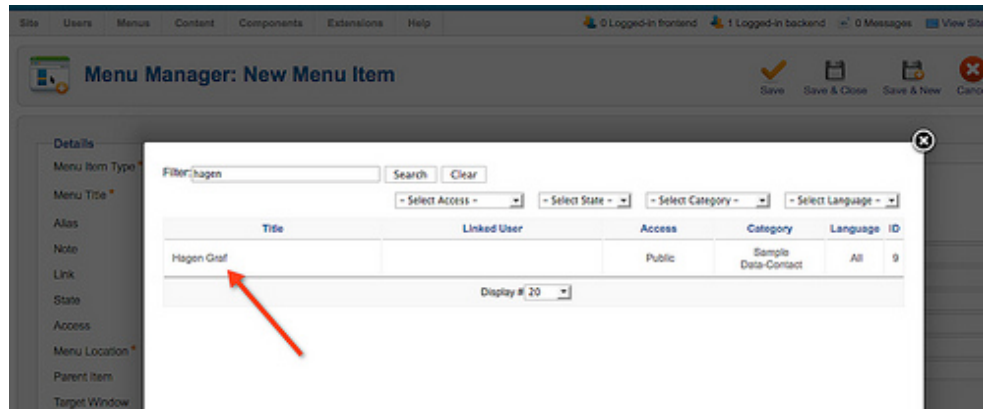 Site Users Menus Content Components Extensions Help 0 Logged-in frontend 1 Logged-in backend 0 Messages View Site
Menu Manager: New Menu Item
Save Save & Close Save & New Cance
Details
Menu Item Type *
Menu Title *
Alias
Note
Link
State
Access
Menu Location *
Parent Item
Target Window
Filter: hagen Search Clear
- Select Access - - Select State - - Select Category - - Select Language -
Title Linked User Access Category Language ID
Hagen Graf Public Sample Data-Contact All 9
Display # 20